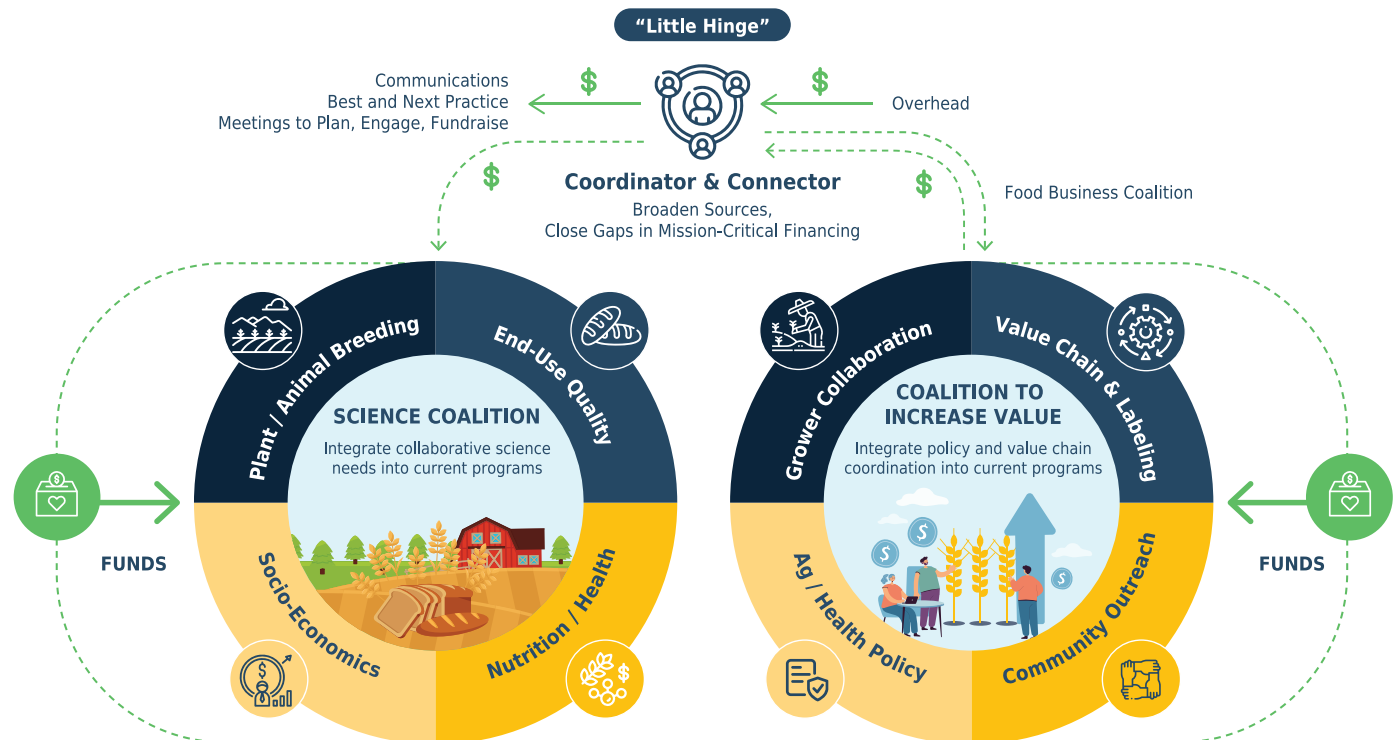 “Little Hinge”
Communications
Best and Next Practice
Meetings to Plan, Engage, Fundraise
$
$
Overhead
$
Coordinator & Connector
Broaden Sources,
Close Gaps in Mission-Critical Financing
$
Food Business Coalition
Plant / Animal Breeding
End-Use Quality
SCIENCE COALITION
Integrate collaborative science
needs into current programs
Socio-Economics
$
Nutrition / Health
$
$
FUNDS
Grower Collaboration
Value Chain & Labeling
COALITION TO
INCREASE VALUE
Integrate policy and value chain
coordination into current programs
$
$
$
Ag / Health Policy
Community Outreach
$
FUNDS